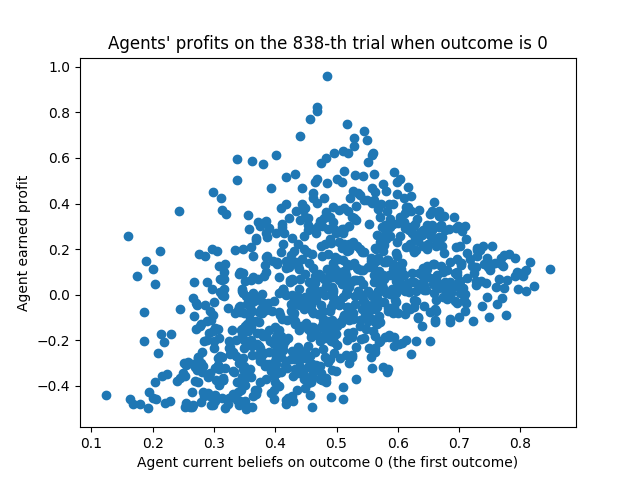 Agents' profits on the 838-th trial when outcome is 0
1.0
0.8
0.6
0.4
0.2
0.0
−0.2
−0.4
Agent earned profit
0.1 0.2 0.3 0.4 0.5 0.6 0.7 0.8
Agent current beliefs on outcome 0 (the first outcome)